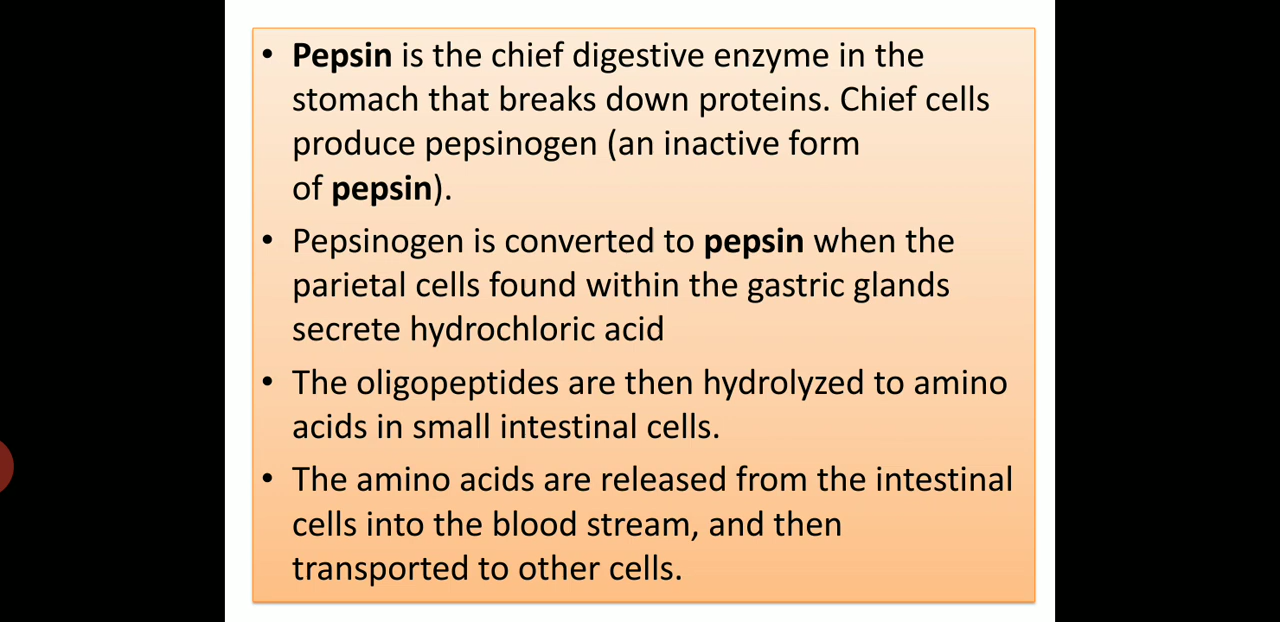 • Pepsin is the chief digestive enzyme in the
stomach that breaks down proteins. Chief cells
produce pepsinogen (an inactive form
of pepsin).
• Pepsinogen is converted to pepsin when the
parietal cells found within the gastric glands
secrete hydrochloric acid
• The oligopeptides are then hydrolyzed to amino
acids in small intestinal cells.
• The amino acids are released from the intestinal
cells into the blood stream, and then
transported to other cells.